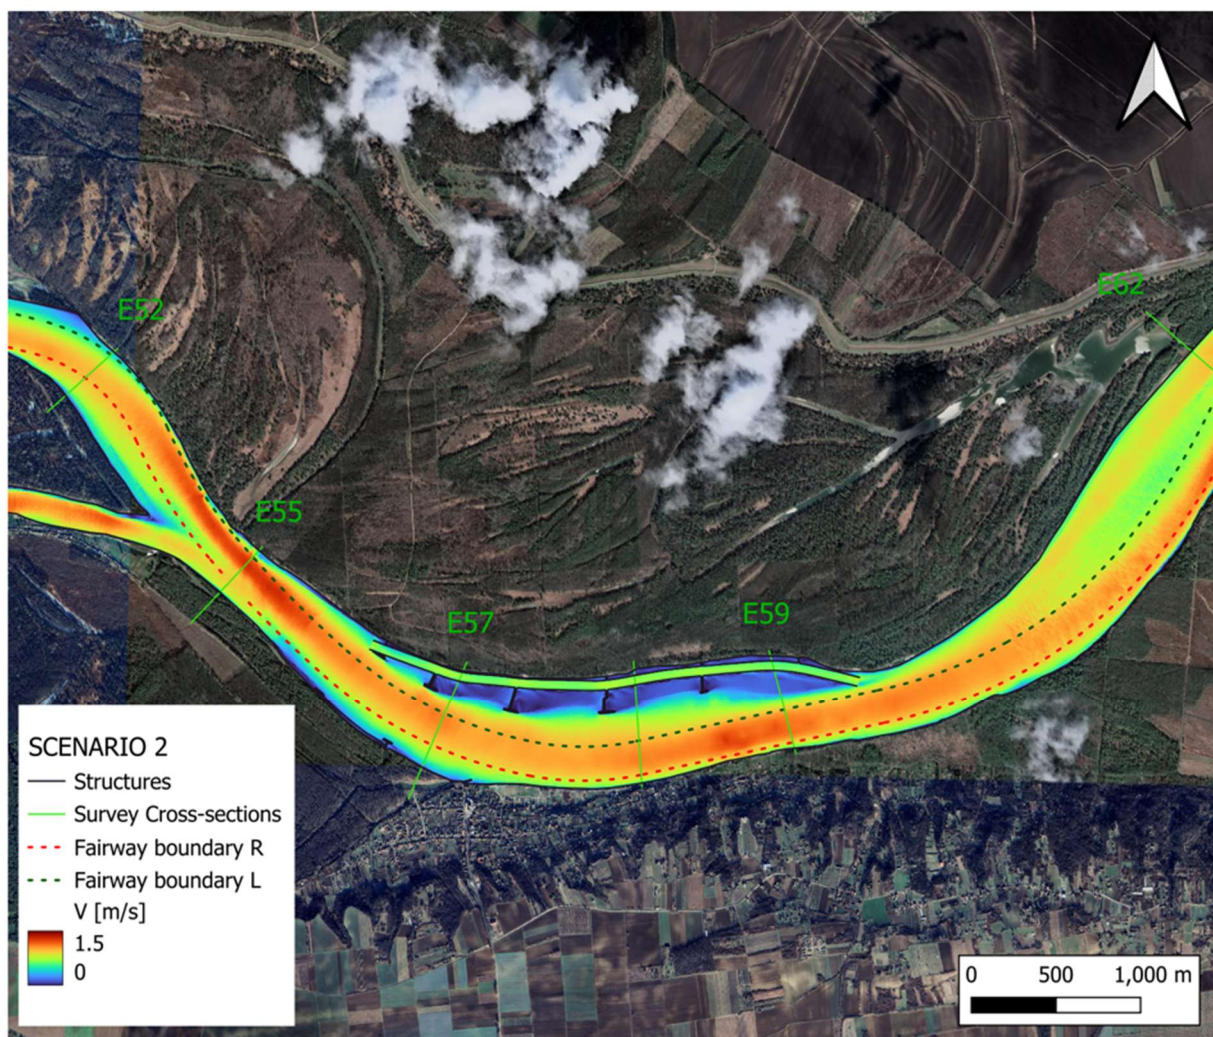 E62
E52
E55
E57
E59
SCENARIO 2
Structures
Survey Cross-sections
Fairway boundary R
Fairway boundary L
V [m/s]
1.5
0
0 500 1,000 m